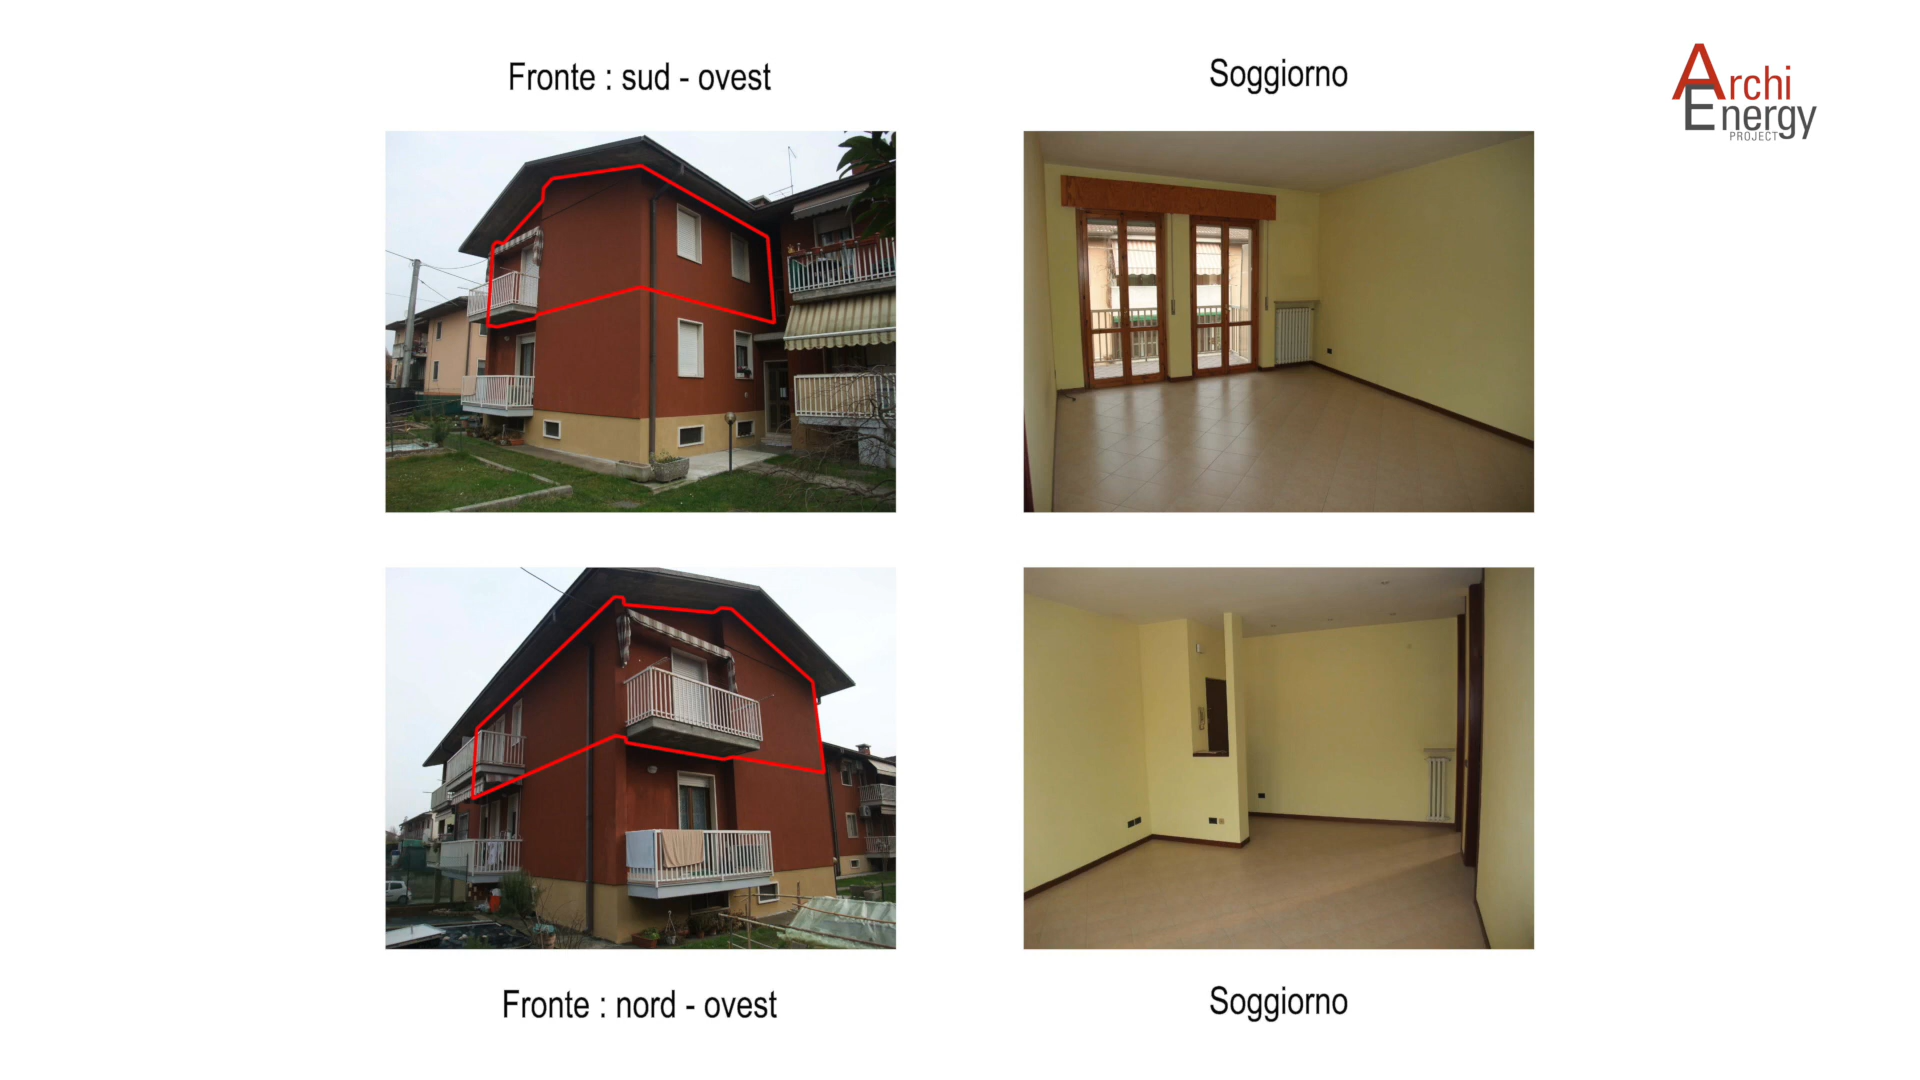 Fronte : sud - ovest
Soggiorno
Archi
Energy
PROJECT
Fronte : nord - ovest
Soggiorno